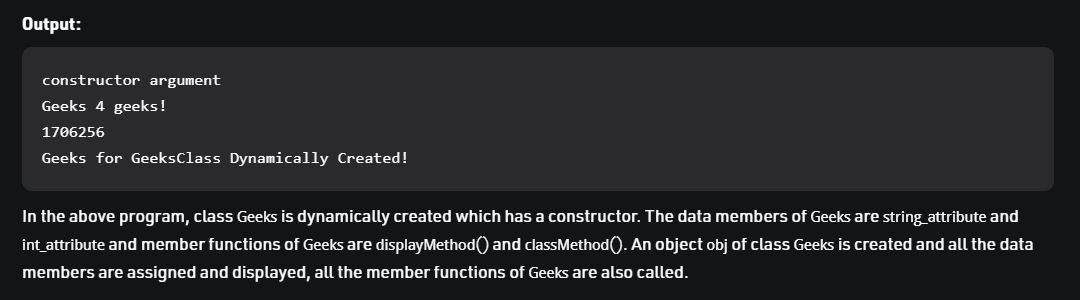 Output:
constructor argument
Geeks 4 geeks!
1706256
Geeks for GeeksClass Dynamically Created!
In the above program, class Geeks is dynamically created which has a constructor. The data members of Geeks are string_attribute and
int_attribute and member functions of Geeks are displayMethod() and classMethod(). An object obj of class Geeks is created and all the data
members are assigned and displayed, all the member functions of Geeks are also called.